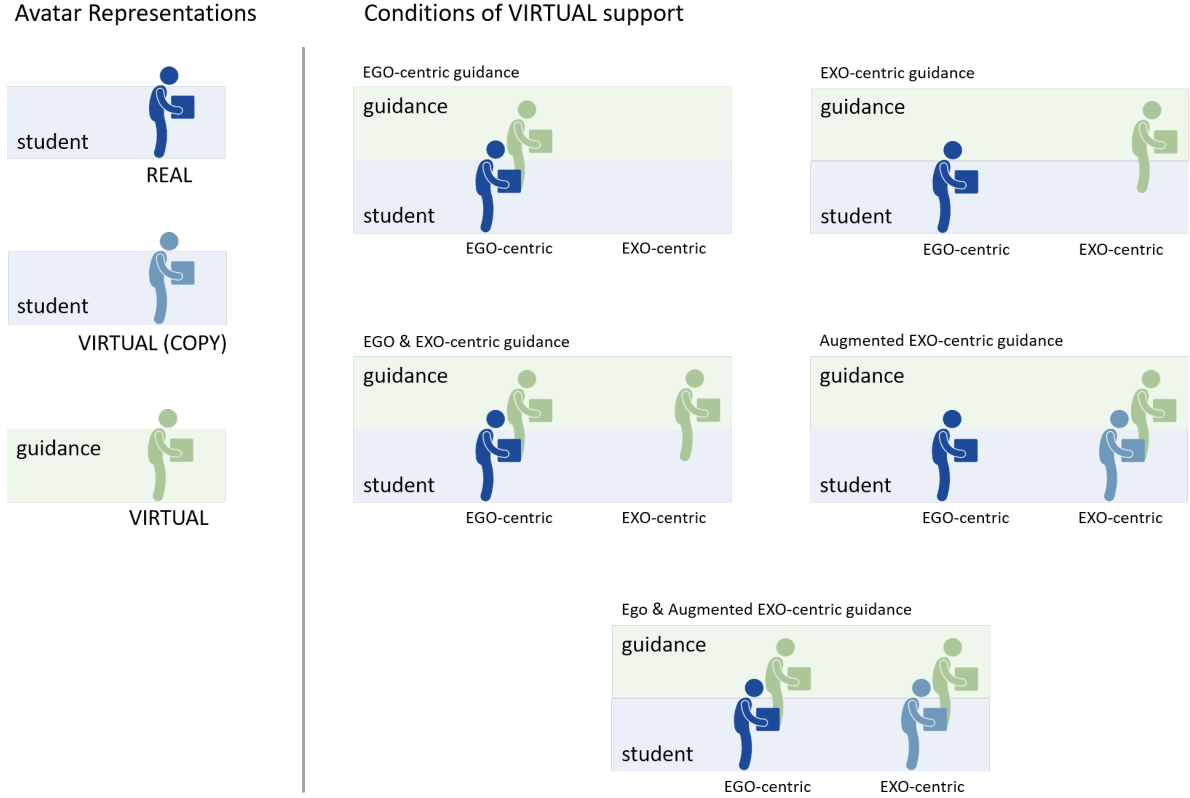 Avatar Representations
Conditions of VIRTUAL support
student
REAL
student
VIRTUAL (COPY)
guidance
VIRTUAL
EGO-centric guidance
guidance
student
EGO-centric
EXO-centric
EXO-centric guidance
guidance
student
EGO-centric
EXO-centric
EGO & EXO-centric guidance
guidance
student
EGO-centric
EXO-centric
Augmented EXO-centric guidance
guidance
student
EGO-centric
EXO-centric
Ego & Augmented EXO-centric guidance
guidance
student
EGO-centric
EXO-centric